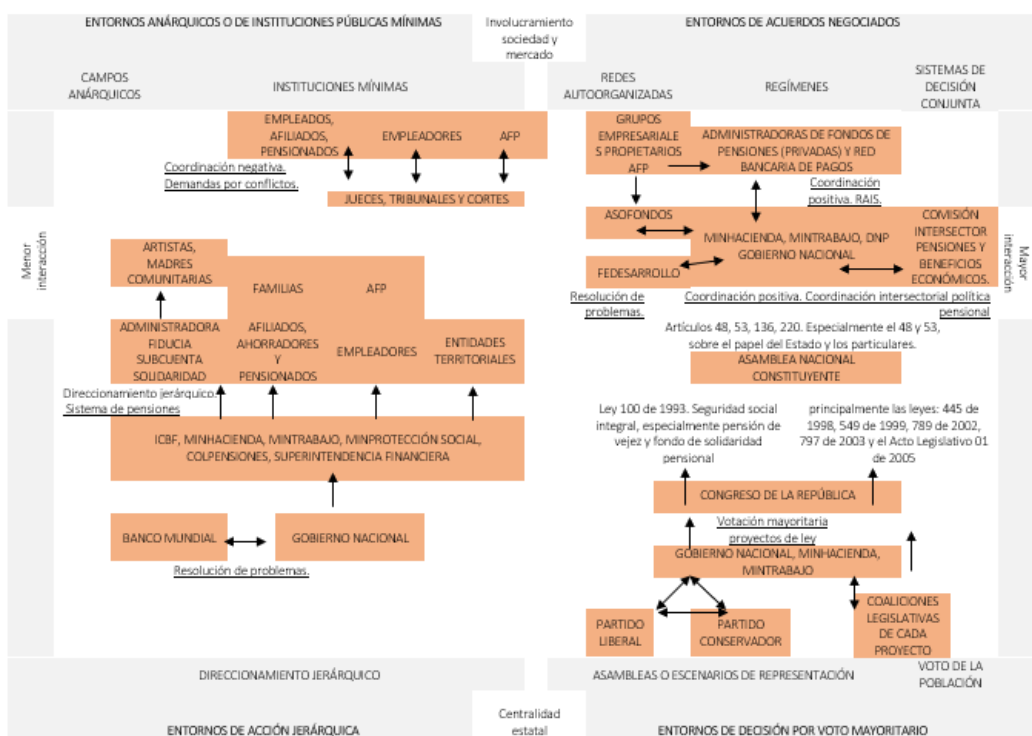 ENTORNOS ANÁRQUICOS O DE INSTITUCIONES PÚBLICAS MÍNIMAS
Involucramiento
sociedad y
mercado
ENTORNOS DE ACUERDOS NEGOCIADOS
CAMPOS
ANÁRQUICOS
INSTITUCIONES MÍNIMAS
REDES
AUTOORGANIZADAS
REGÍMENES
SISTEMAS DE
DECISIÓN
CONJUNTA
EMPLEADOS,
AFILIADOS,
PENSIONADOS
EMPLEADORES
AFP
Coordinación negativa.
Demandas por conflictos.
JUECES, TRIBUNALES Y CORTES
GRUPOS
EMPRESARIALE
S PROPIETARIOS
AFP
ADMINISTRADORAS DE FONDOS DE
PENSIONES (PRIVADAS) Y RED
BANCARIA DE PAGOS
Coordinación
positiva. RAIS.
ASOFONDOS
MINHACIENDA, MINTRABAJO, DNP
GOBIERNO NACIONAL
COMISIÓN
INTERSECTOR
PENSIONES Y
BENEFICIOS
ECONÓMICOS.
FEDESARROLLO
Menor
interacción
Mayor
interacción
Resolución de
problemas.
Coordinación positiva. Coordinación intersectorial política
pensional
ARTISTAS,
MADRES
COMUNITARIAS
FAMILIAS
AFP
ADMINISTRADORA
FIDUCIA
SUBCUENTA
SOLIDARIDAD
AFILIADOS,
AHORRADORES
Y
PENSIONADOS
EMPLEADORES
ENTIDADES
TERRITORIALES
Direccionamiento jerárquico.
Sistema de pensiones
ICBF, MINHACIENDA, MINTRABAJO, MINPROTECCIÓN SOCIAL,
COLPENSIONES, SUPERINTENDENCIA FINANCIERA
BANCO MUNDIAL
GOBIERNO NACIONAL
Resolución de problemas.
Artículos 48, 53, 136, 220. Especialmente el 48 y 53,
sobre el papel del Estado y los particulares.
ASAMBLEA NACIONAL
CONSTITUYENTE
Ley 100 de 1993. Seguridad social
integral, especialmente pensión de
vejez y fondo de solidaridad
pensional
principalmente las leyes: 445 de
1998, 549 de 1999, 789 de 2002,
797 de 2003 y el Acto Legislativo 01
de 2005
CONGRESO DE LA REPÚBLICA
Votación mayoritaria
proyectos de ley
GOBIERNO NACIONAL, MINHACIENDA,
MINTRABAJO
PARTIDO
LIBERAL
PARTIDO
CONSERVADOR
COALICIONES
LEGISLATIVAS
DE CADA
PROYECTO
DIRECCIONAMIENTO JERÁRQUICO
ASAMBLEAS O ESCENARIOS DE REPRESENTACIÓN
VOTO DE LA
POBLACIÓN
ENTORNOS DE ACCIÓN JERÁRQUICA
Centralidad
estatal
ENTORNOS DE DECISIÓN POR VOTO MAYORITARIO